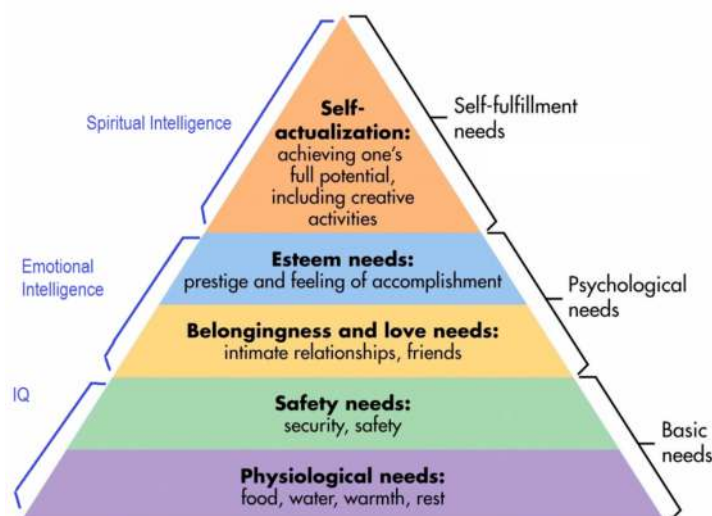 Spiritual Intelligence
Self-
actualization:
achieving one's
full potential,
including creative
activities
Self-fulfillment
needs
Emotional
Intelligence
Esteem needs:
prestige and feeling of accomplishment
Psychological
needs
Belongingness and love needs:
intimate relationships, friends
IQ
Safety needs:
security, safety
Basic
needs
Physiological needs:
food, water, warmth, rest